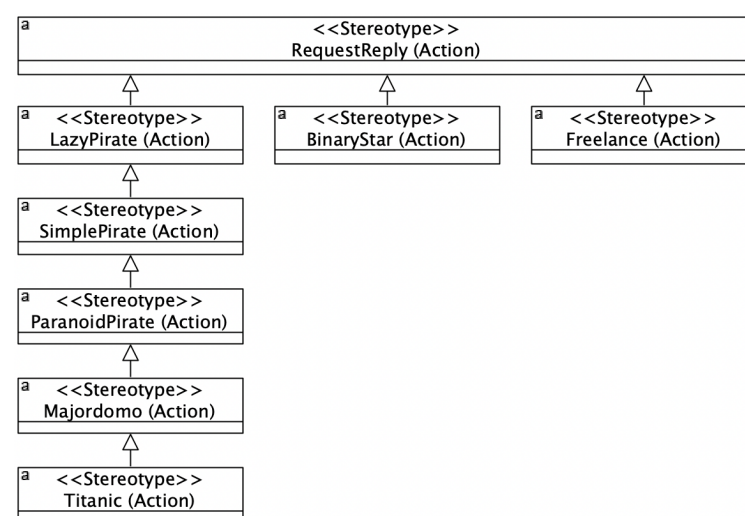 a <<Stereotype>>
RequestReply (Action)
a <<Stereotype>>
LazyPirate (Action)
a <<Stereotype>>
BinaryStar (Action)
a <<Stereotype>>
Freelance (Action)
a <<Stereotype>>
SimplePirate (Action)
a <<Stereotype>>
ParanoidPirate (Action)
a <<Stereotype>>
Majordomo (Action)
a <<Stereotype>>
Titanic (Action)